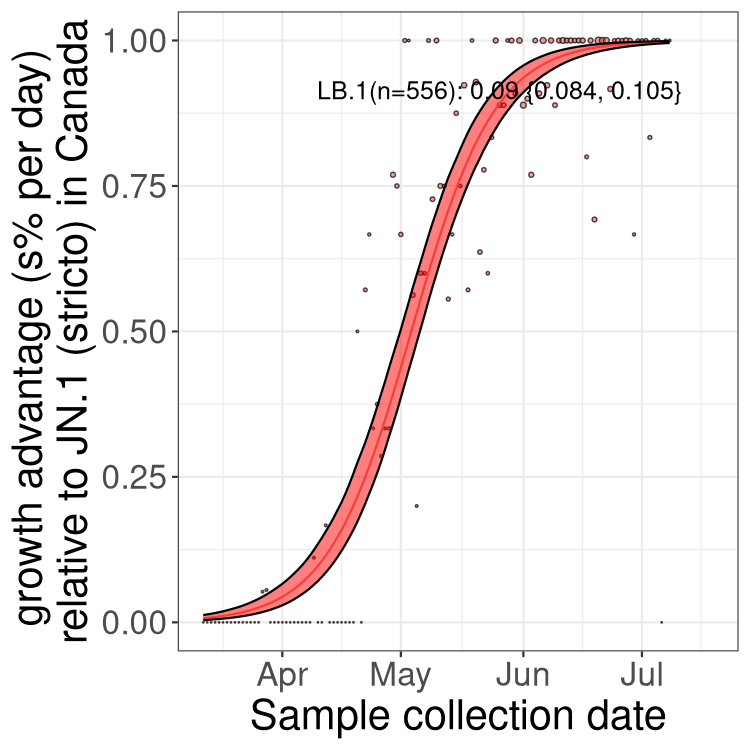 growth advantage (s% per day)
relative to JN.1 (stricto) in Canada
1.00
0.75
0.50
0.25
0.00
LB.1(n=556): 0.09 {0.084, 0.105}
Apr May Jun Jul
Sample collection date